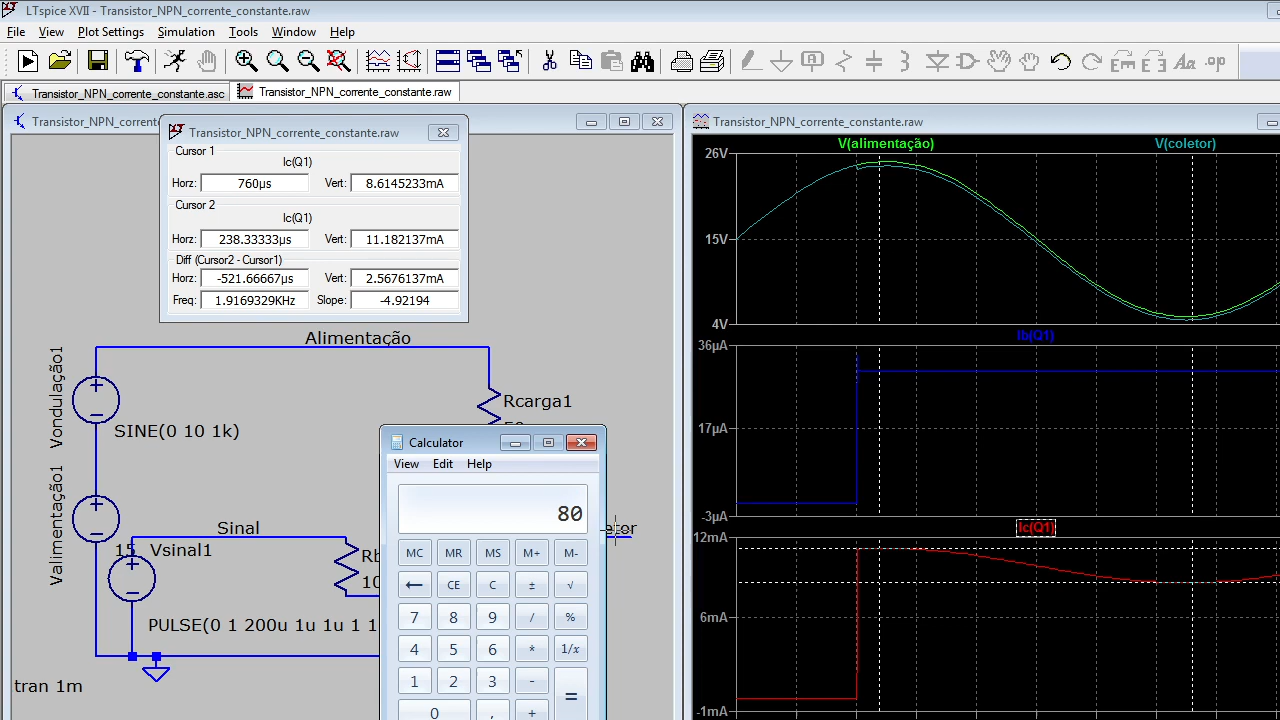 LTspice XVII - Transistor_NPN_corrente_constante.raw
File View Plot Settings Simulation Tools Window Help
Transistor_NPN_corrente_constante.asc
Transistor_NPN_corrente_constante.raw
Transistor_NPN_corrente
Transistor_NPN_corrente_constante.raw
Cursor 1
Ic(Q1)
Horz: 760µs Vert: 8.6145233mA
Cursor 2
Ic(Q1)
Horz: 238.33333µs Vert: 11.182137mA
Diff (Cursor2 - Cursor1)
Horz: -521.66667µs Vert: 2.5676137mA
Freq: 1.9169329KHz Slope: -4.92194
Alimentação
Vondulação1
SINE(0 10 1k)
Rcarga1
Valimentação1
15
Sinal
Vsinal1
PULSE(0 1 200u 1u 1u 1 1
tran 1m
Calculator
View Edit Help
80
MC MR MS M+ M-
← CE C ± √
7 8 9 / %
4 5 6 * 1/x
1 2 3 - =
0 , +
Transistor_NPN_corrente_constante.raw
V(alimentação) V(coletor)
26V
15V
4V
Ib(Q1)
36µA
17µA
-3µA
Ic(Q1)
12mA
6mA
-1mA